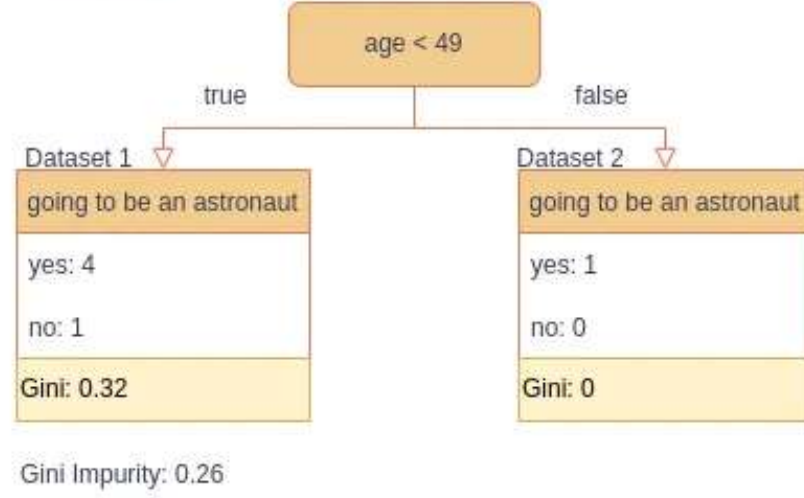 age < 49
true
false
Dataset 1
Dataset 2
going to be an astronaut
going to be an astronaut
yes: 4
yes: 1
no: 1
no: 0
Gini: 0.32
Gini: 0
Gini Impurity: 0.26